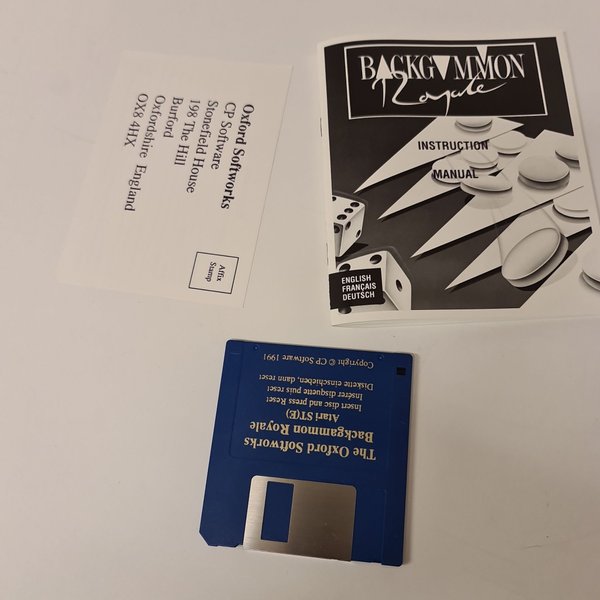 Oxford Softworks
CP Software
Stonefield House
198 The Hill
Burford
Oxfordshire England
OX8 4HX
Affix
Stamp
BACKGAMMON
Royale
INSTRUCTION
MANUAL
ENGLISH
FRANÇAIS
DEUTSCH
The Oxford Softworks
Backgammon Royale
Atari ST(E)
Insert disc and press Reset
Insérer disquette puis reset
Diskette einschieben, dann reset
Copyright © CP Software 1991